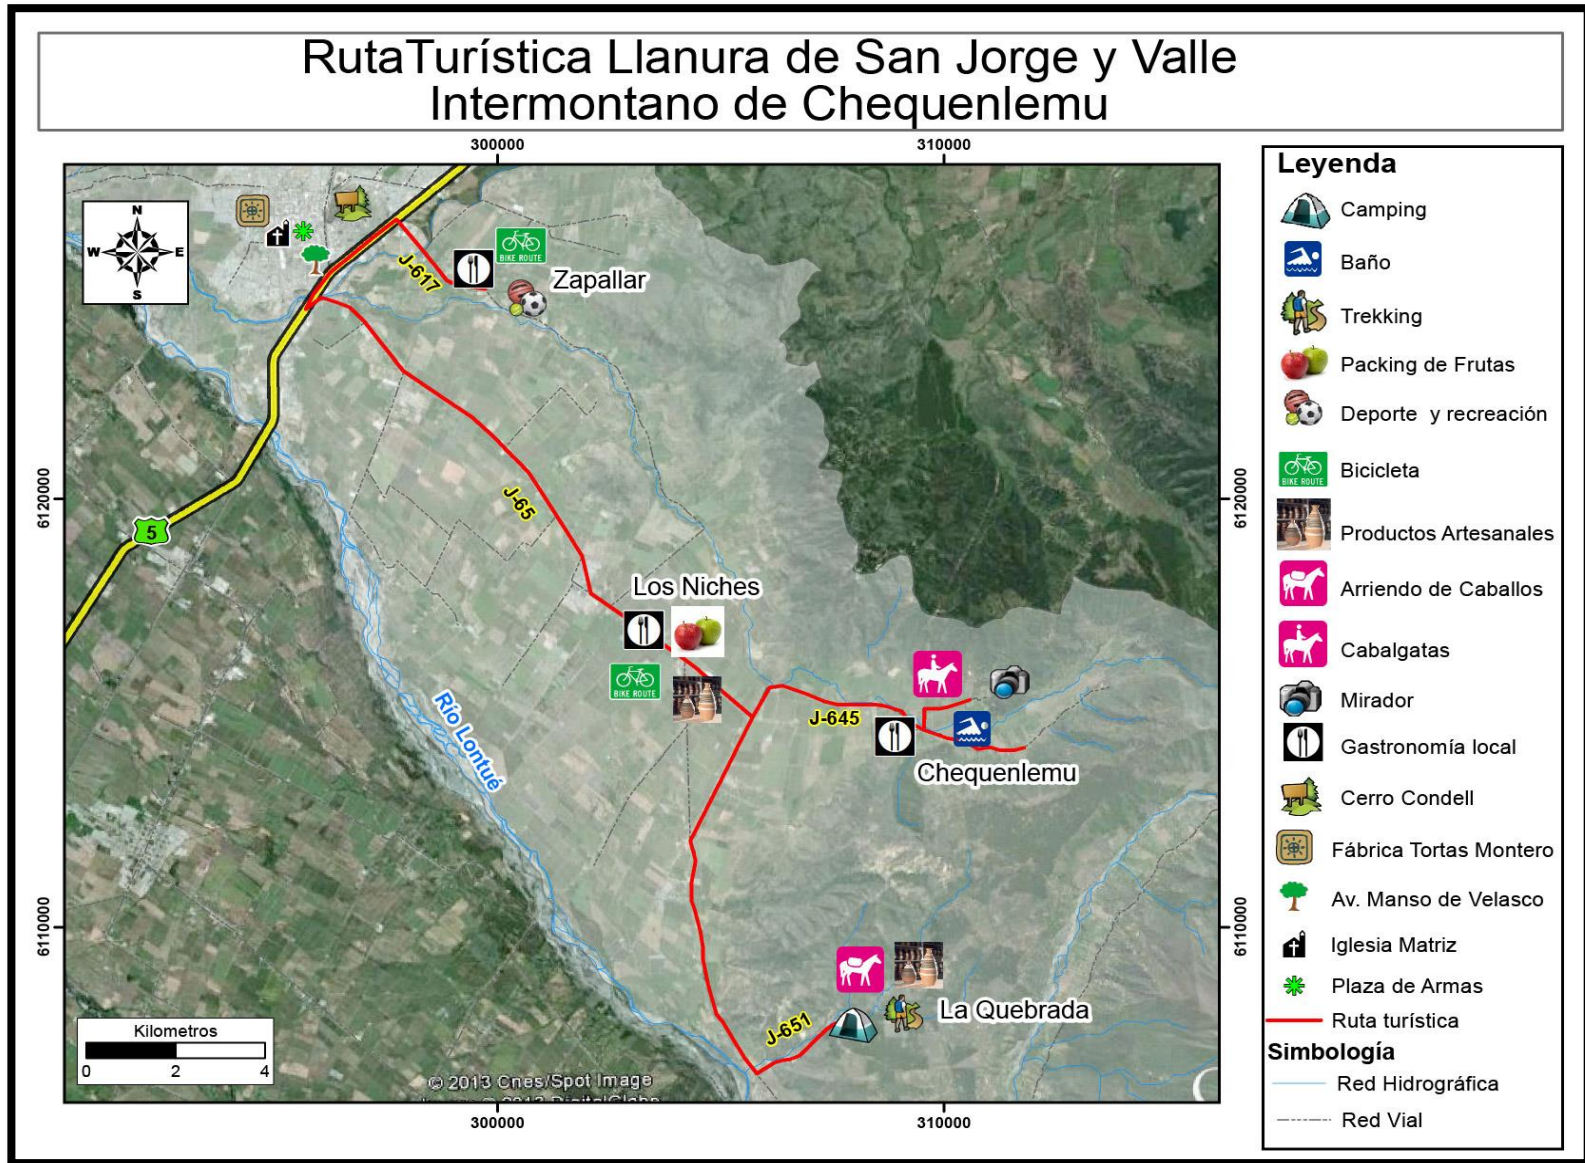 RutaTurística Llanura de San Jorge y Valle
Intermontano de Chequenlemu
300000
310000
6120000
6110000
6120000
6110000
300000
310000
N
W
E
S
J-617
BIKE ROUTE
Zapallar
5
J-65
Los Niches
BIKE ROUTE
Río Lontué
J-645
Chequenlemu
La Quebrada
J-651
Kilometros
0 2 4
© 2013 Cnes/Spot Image
Leyenda
Camping
Baño
Trekking
Packing de Frutas
Deporte y recreación
BIKE ROUTE
Bicicleta
Productos Artesanales
Arriendo de Caballos
Cabalgatas
Mirador
Gastronomía local
Cerro Condell
Fábrica Tortas Montero
Av. Manso de Velasco
Iglesia Matriz
Plaza de Armas
Ruta turística
Simbología
Red Hidrográfica
Red Vial